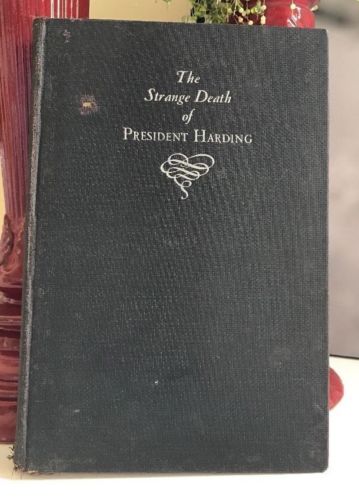 The
Strange Death
of
PRESIDENT HARDING